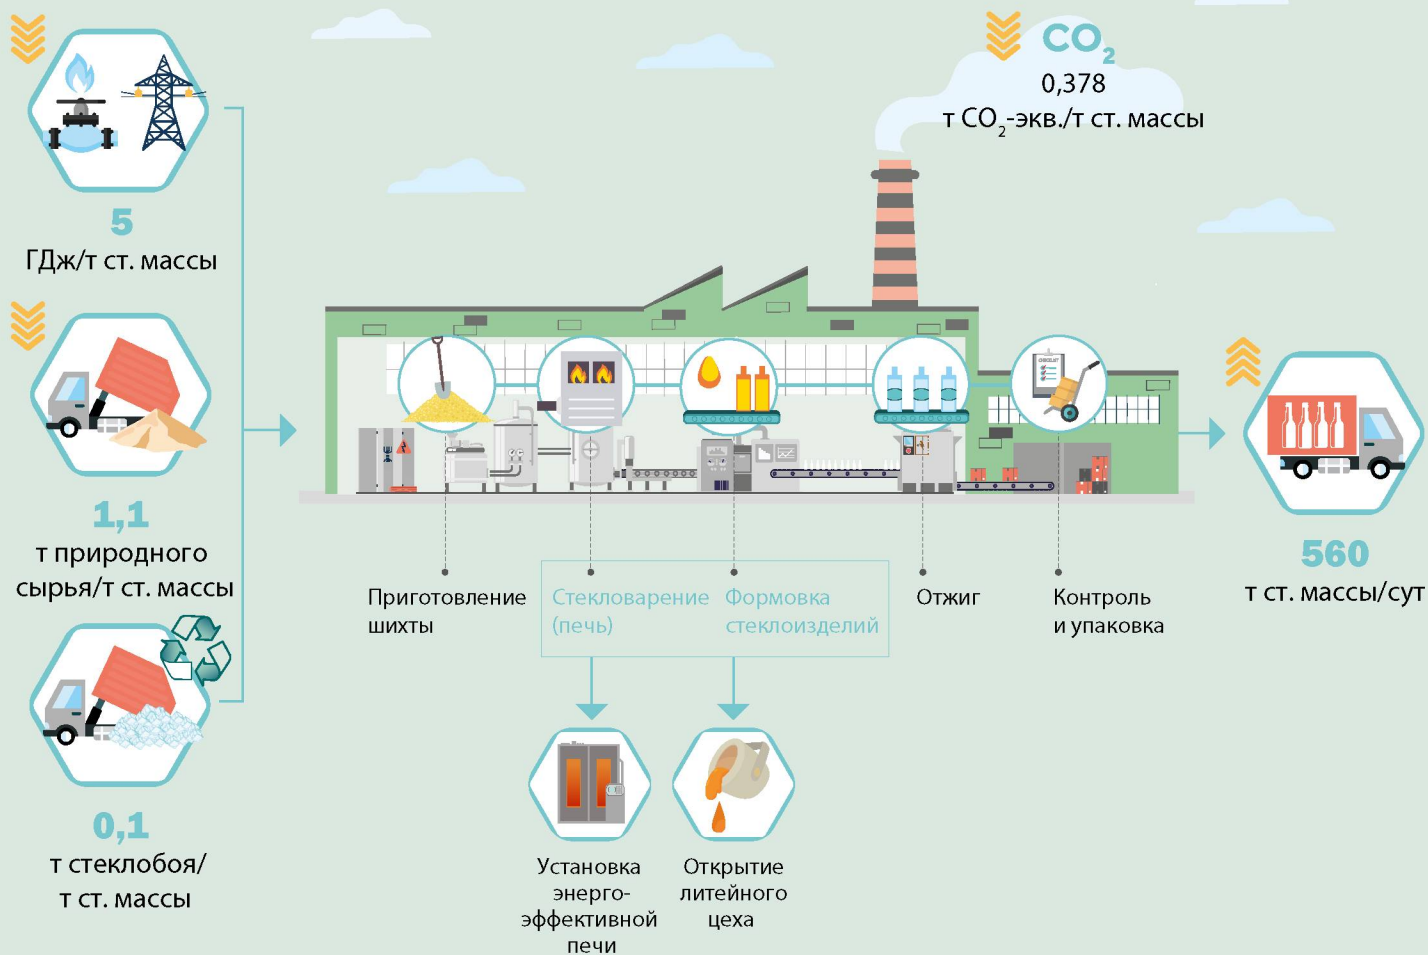 CO₂
0,378
т CO₂-экв./т ст. массы
5
ГДж/т ст. массы
1,1
т природного
сырья/т ст. массы
0,1
т стеклобоя/
т ст. массы
CHECKLIST
Приготовление
шихты
Стекловарение
(печь)
Формовка
стеклоизделий
Отжиг
Контроль
и упаковка
560
т ст. массы/сут
Установка
энерго-
эффективной
печи
Открытие
литейного
цеха